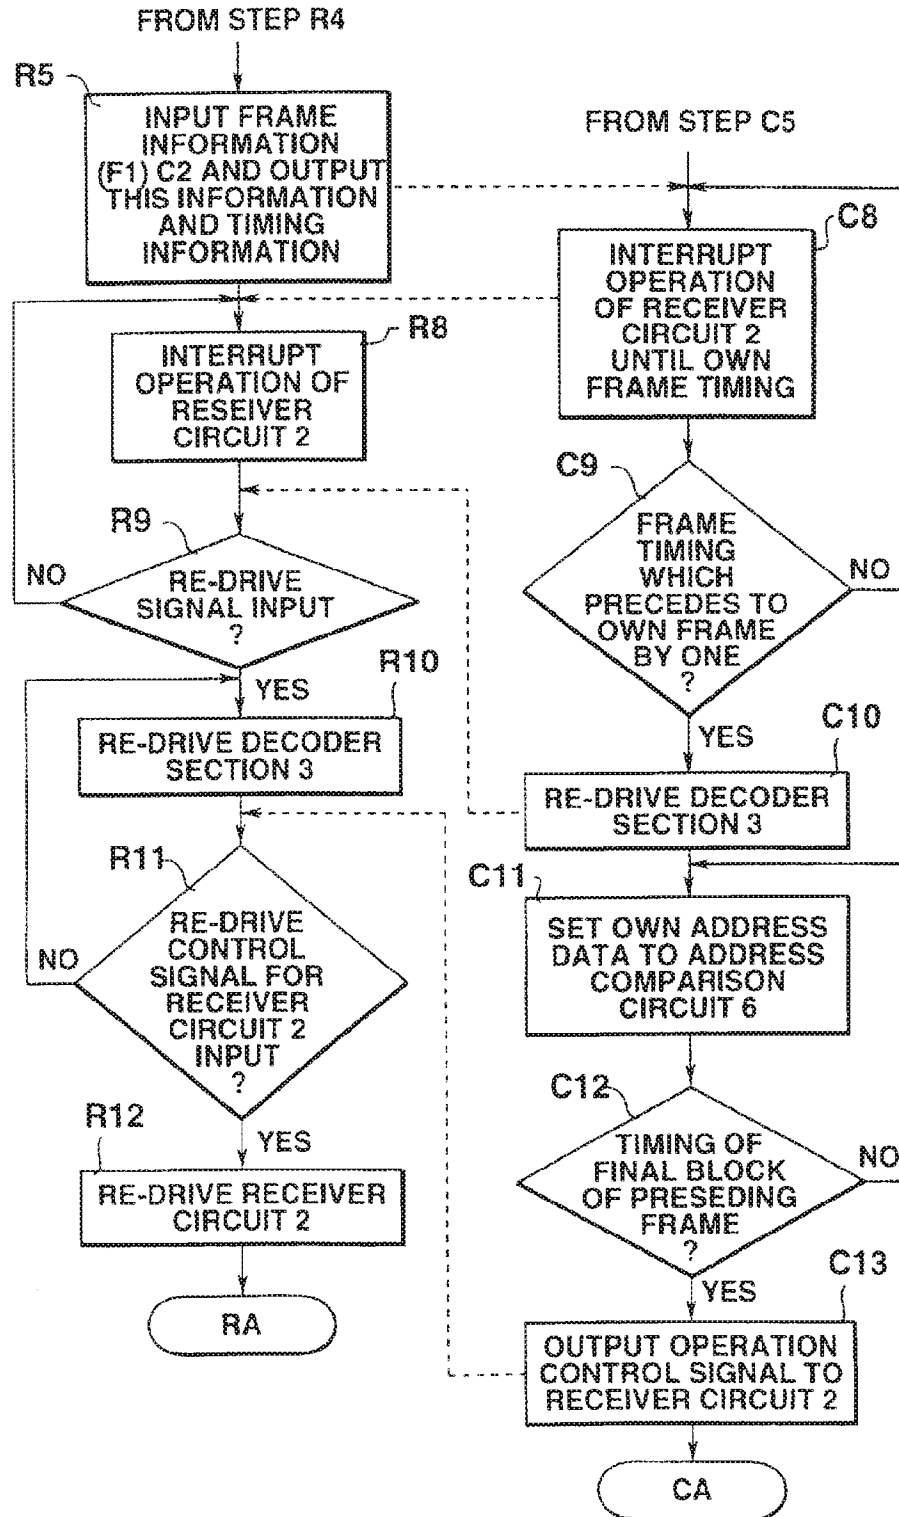 FROM STEP R4
R5
INPUT FRAME
INFORMATION
(F1) C2 AND OUTPUT
THIS INFORMATION
AND TIMING
INFORMATION
R8
INTERRUPT
OPERATION OF
RESEIVER
CIRCUIT 2
R9
NO
RE-DRIVE
SIGNAL INPUT
?
YES
R10
RE-DRIVE DECODER
SECTION 3
R11
NO
RE-DRIVE
CONTROL
SIGNAL FOR
RECEIVER
CIRCUIT 2
INPUT
?
YES
R12
RE-DRIVE RECEIVER
CIRCUIT 2
RA
FROM STEP C5
C8
INTERRUPT
OPERATION
OF RECEIVER
CIRCUIT 2
UNTIL OWN
FRAME TIMING
C9
FRAME
TIMING
WHICH
PRECEDES TO
OWN FRAME
BY ONE
?
NO
YES
C10
RE-DRIVE DECODER
SECTION 3
C11
SET OWN ADDRESS
DATA TO ADDRESS
COMPARISON
CIRCUIT 6
C12
TIMING OF
FINAL BLOCK
OF PRESEDING
FRAME
?
NO
YES
C13
OUTPUT OPERATION
CONTROL SIGNAL TO
RECEIVER CIRCUIT 2
CA